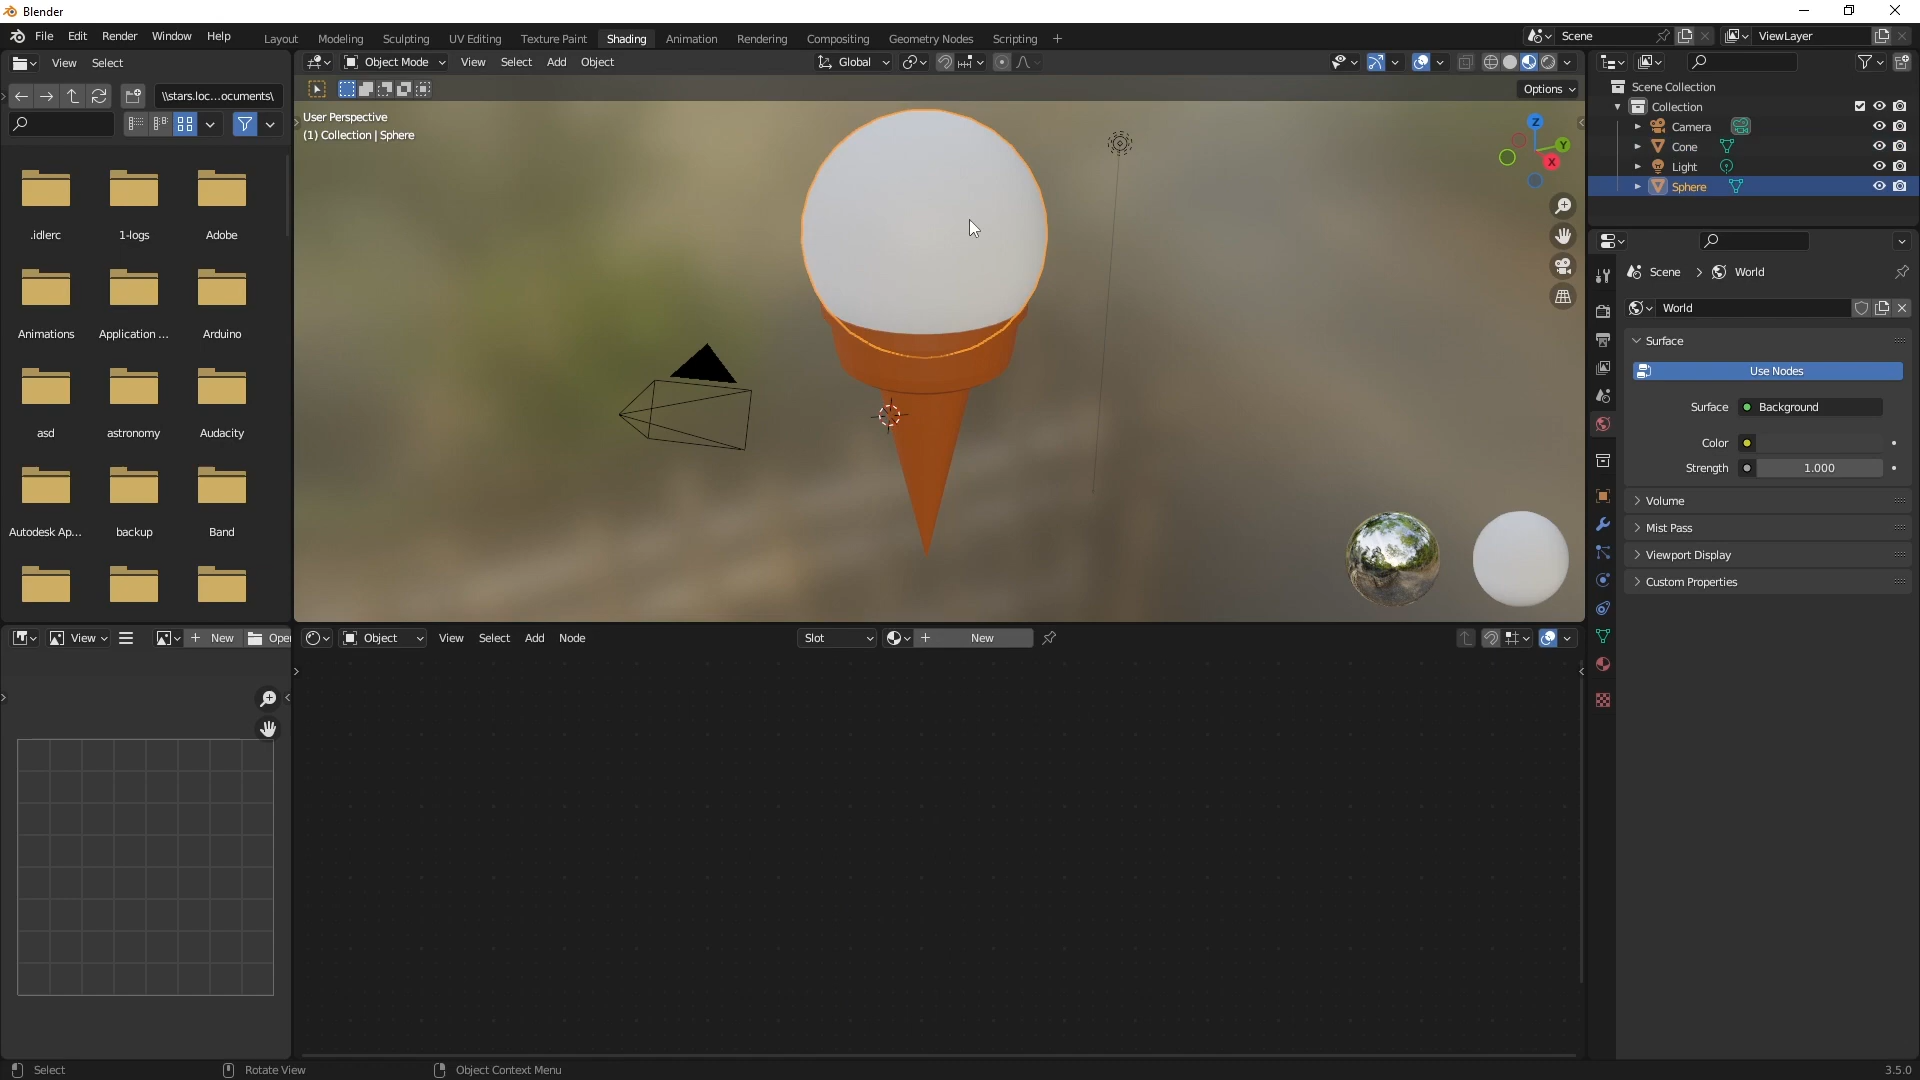 Blender
File Edit Render Window Help
Layout Modeling Sculpting UV Editing Texture Paint Shading Animation Rendering Compositing Geometry Nodes Scripting +
Scene
ViewLayer
View Select
Object Mode View Select Add Object
Global
\\stars.loc...ocuments\
Options
User Perspective
(1) Collection | Sphere
Z
Y
X
.idlerc 1-logs Adobe
Animations Application ... Arduino
asd astronomy Audacity
Autodesk Ap... backup Band
Scene Collection
Collection
Camera
Cone
Light
Sphere
Scene > World
World
Surface
Use Nodes
Surface Background
Color
Strength 1.000
Volume
Mist Pass
Viewport Display
Custom Properties
View + New Oper
Object View Select Add Node
Slot
+ New
Select
Rotate View
Object Context Menu
3.5.0